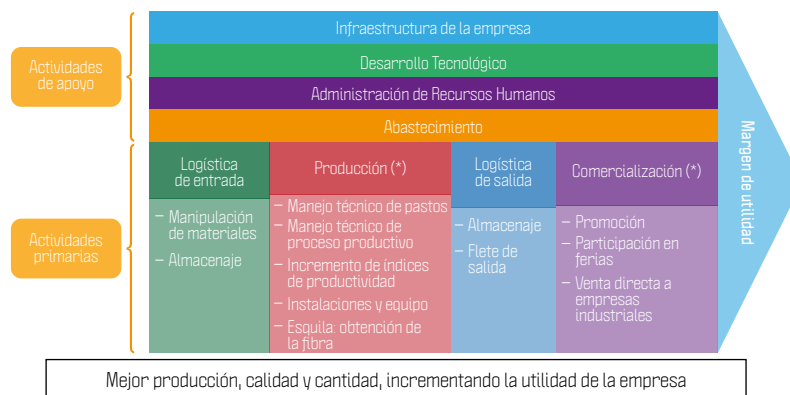 Infraestructura de la empresa
Desarrollo Tecnológico
Administración de Recursos Humanos
Abastecimiento
Actividades
de apoyo
Actividades
primarias
Logística
de entrada
– Manipulación
de materiales
– Almacenaje
Producción (*)
– Manejo técnico de pastos
– Manejo técnico de
proceso productivo
– Incremento de índices
de productividad
– Instalaciones y equipo
– Esquila: obtención de
la fibra
Logística
de salida
– Almacenaje
– Flete de
salida
Comercialización (*)
– Promoción
– Participación en
ferias
– Venta directa a
empresas
industriales
Margen de utilidad
Mejor producción, calidad y cantidad, incrementando la utilidad de la empresa